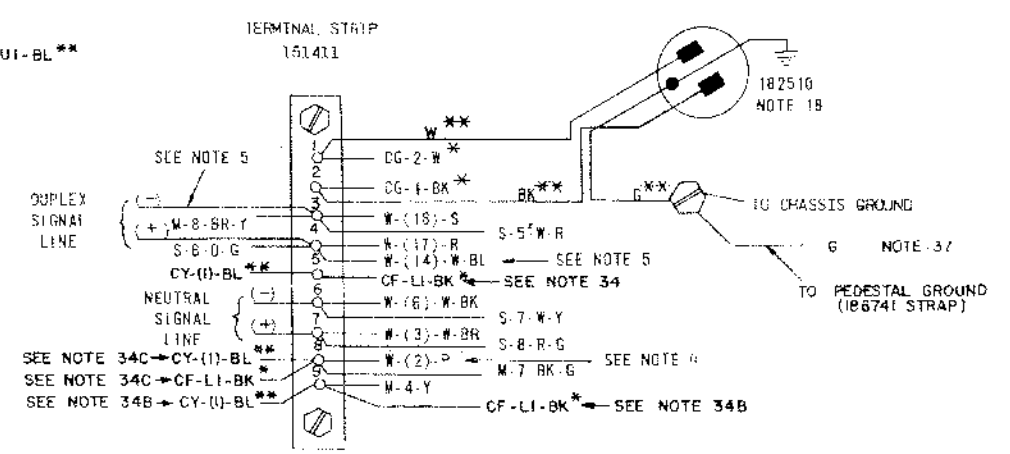 TERMINAL STRIP
151411
UI-BL **
182510
NOTE 18
W **
1
SEE NOTE 5
CG-2-W *
2
CG-1-BK *
BK **
G **
TO CHASSIS GROUND
3
DUPLEX
SIGNAL
LINE
(-)
(+)
M-8-BR-Y
W-(18)-S
4
S-5-W-R
S-6-O-G
W-(17)-R
W-(14)-W-BL
SEE NOTE 5
G NOTE 37
5
CY-(1)-BL **
CF-L1-BK *
SEE NOTE 34
TO PEDESTAL GROUND
(186741 STRAP)
6
NEUTRAL
SIGNAL
LINE
(-)
(+)
W-(6)-W-BK
S-7-W-Y
7
W-(3)-W-BR
S-8-R-G
8
SEE NOTE 34C CY-(1)-BL **
W-(2)-P
SEE NOTE
SEE NOTE 34C CF-L1-BK *
M-7-BK-G
9
SEE NOTE 34B CY-(1)-BL **
M-4-Y
CF-L1-BK * SEE NOTE 34B